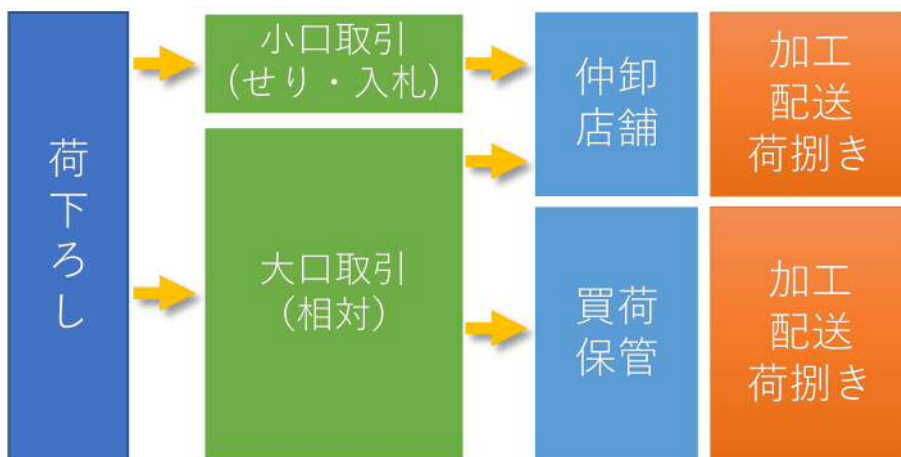 荷下ろし
小口取引
(せり・入札)
大口取引
(相対)
仲卸
店舗
加工
配送
荷捌き
買荷
保管
加工
配送
荷捌き